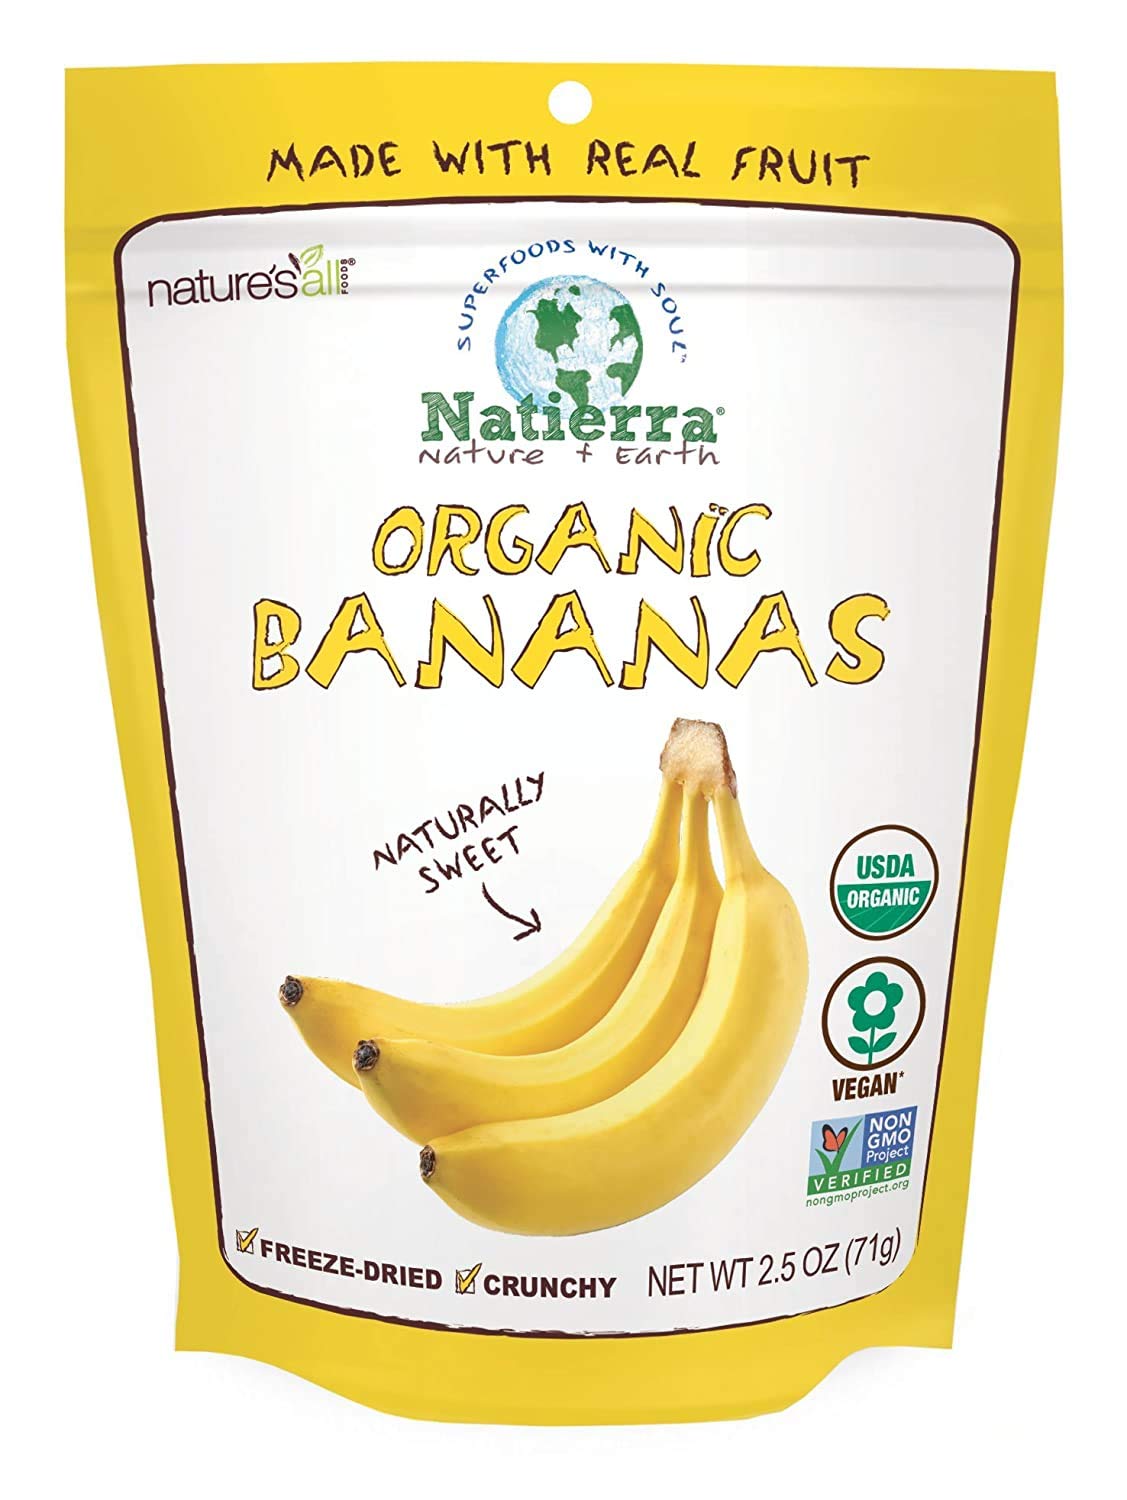 MADE WITH REAL FRUIT
nature's all FOODS®
SUPERFOODS WITH SOUL™
Natierra®
Nature + Earth
ORGANIC
BANANAS
NATURALLY
SWEET
USDA
ORGANIC
VEGAN*
NON
GMO
Project
VERIFIED
nongmoproject.org
FREEZE-DRIED CRUNCHY NET WT 2.5 OZ (71g)